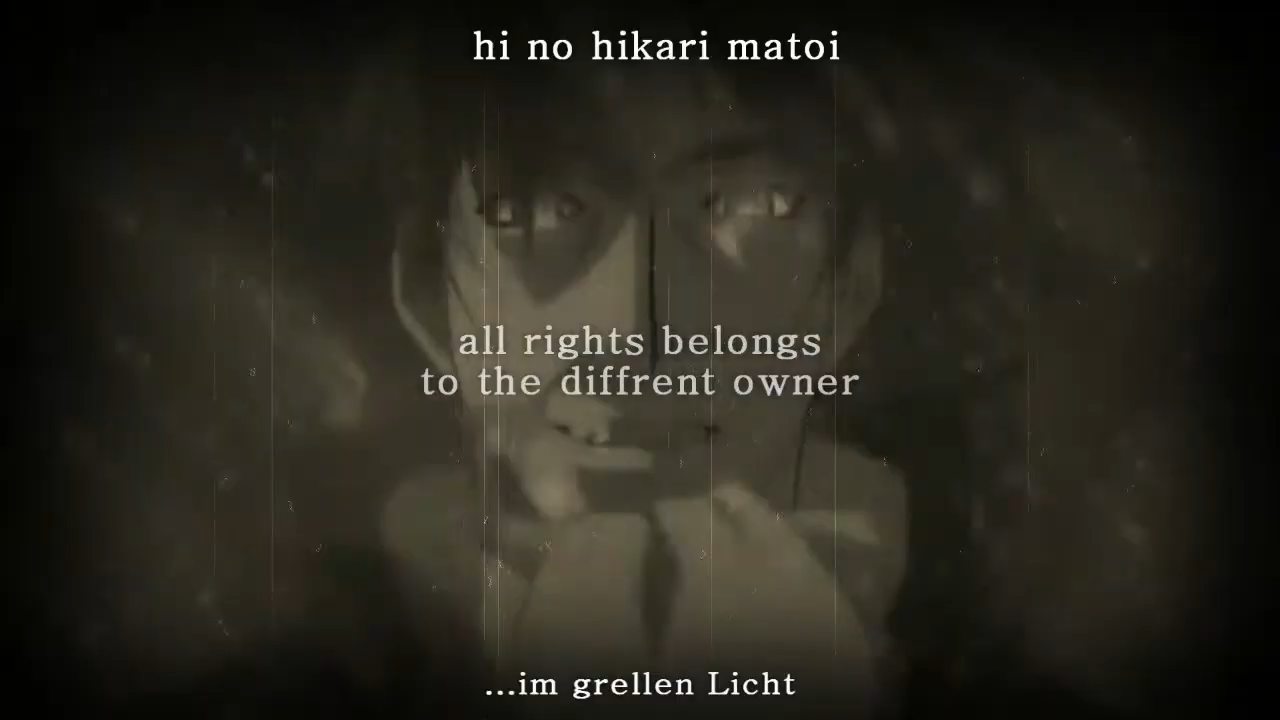 hi no hikari matoi
all rights belongs
to the diffrent owner
...im grellen Licht